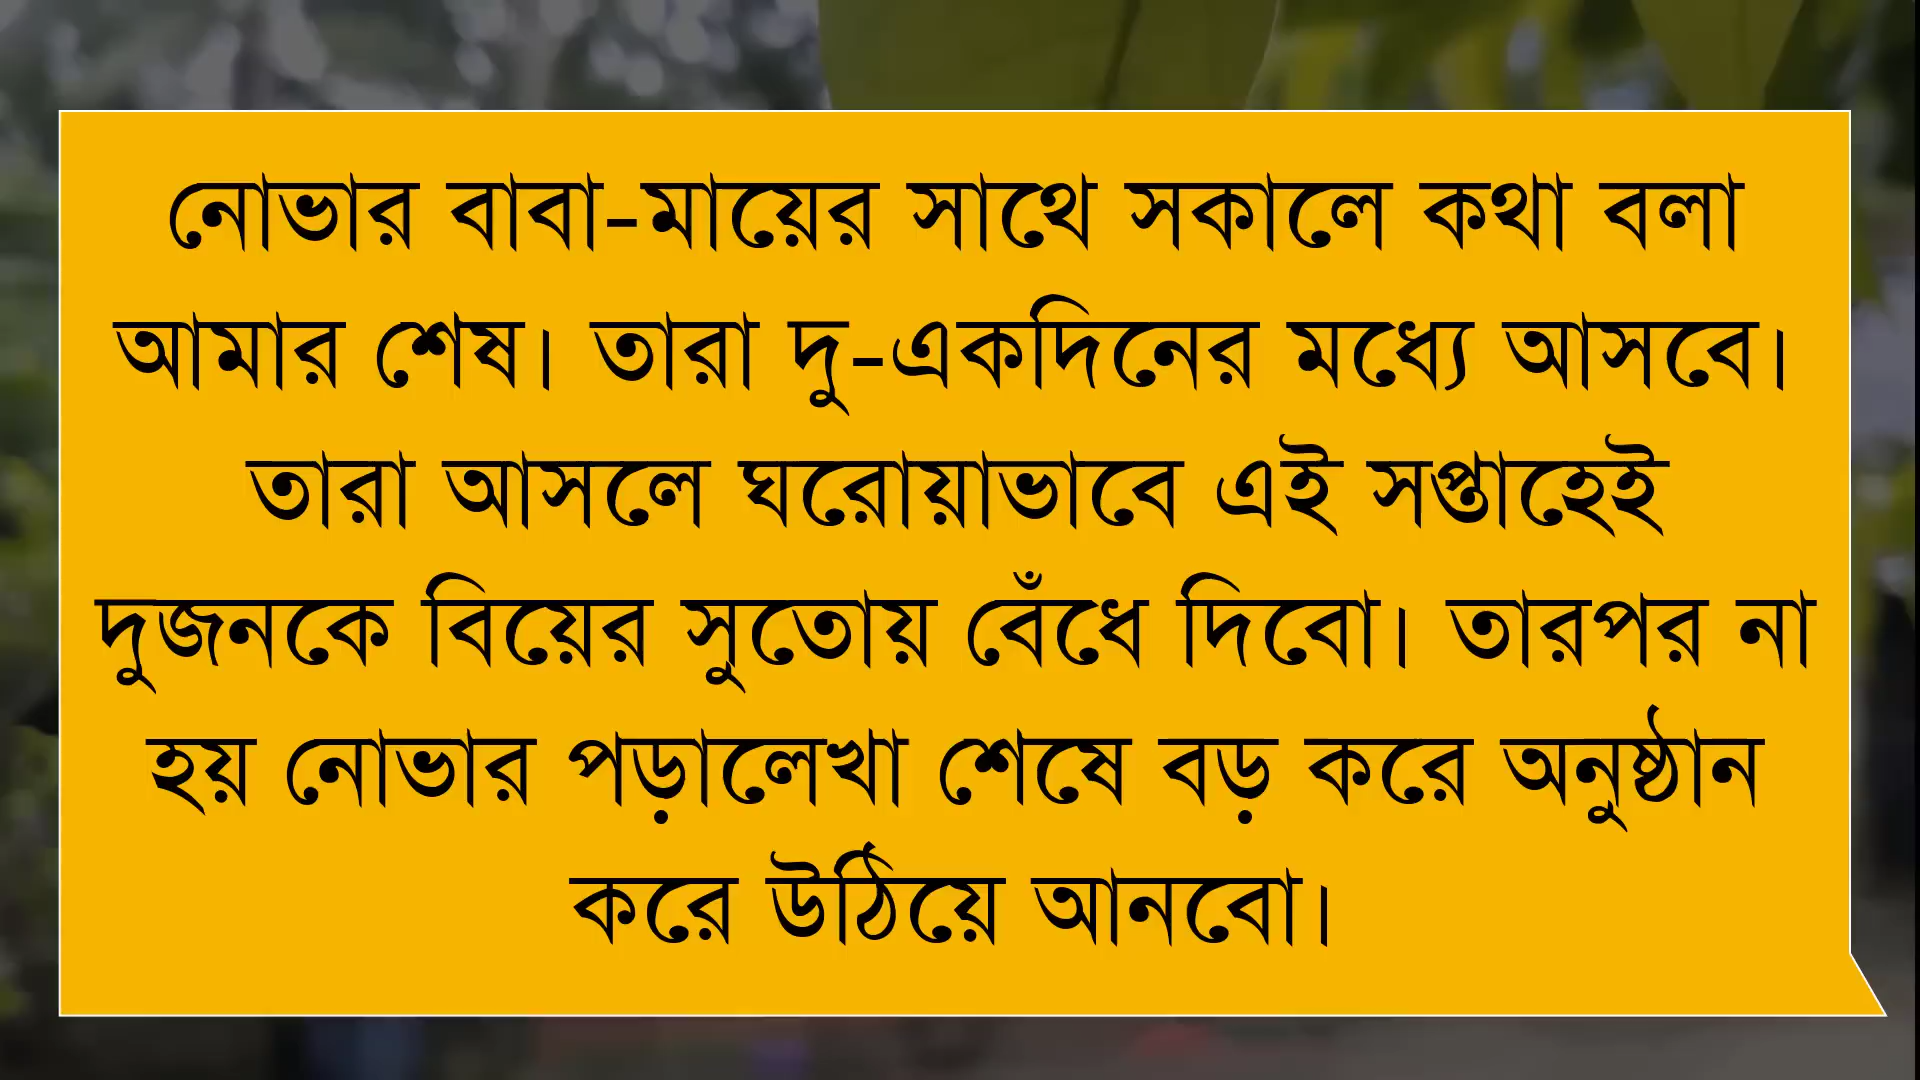 নোভার বাবা-মায়ের সাথে সকালে কথা বলা
আমার শেষ। তারা দু-একদিনের মধ্যে আসবে।
তারা আসলে ঘরোয়াভাবে এই সপ্তাহেই
দুজনকে বিয়ের সুতোয় বেঁধে দিবো। তারপর না
হয় নোভার পড়ালেখা শেষে বড় করে অনুষ্ঠান
করে উঠিয়ে আনবো।